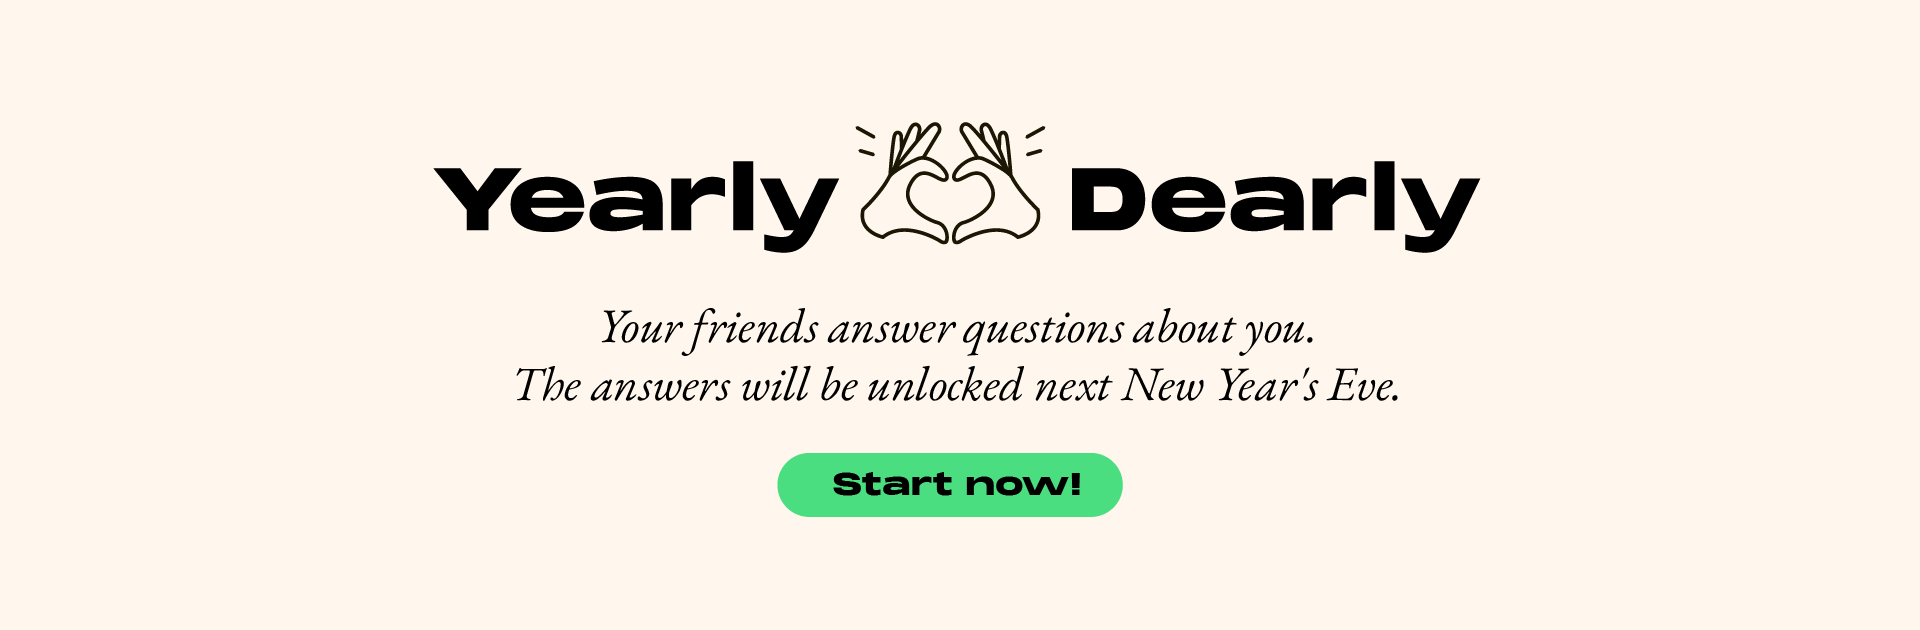 Yearly Dearly
Your friends answer questions about you.
The answers will be unlocked next New Year's Eve.
Start now!